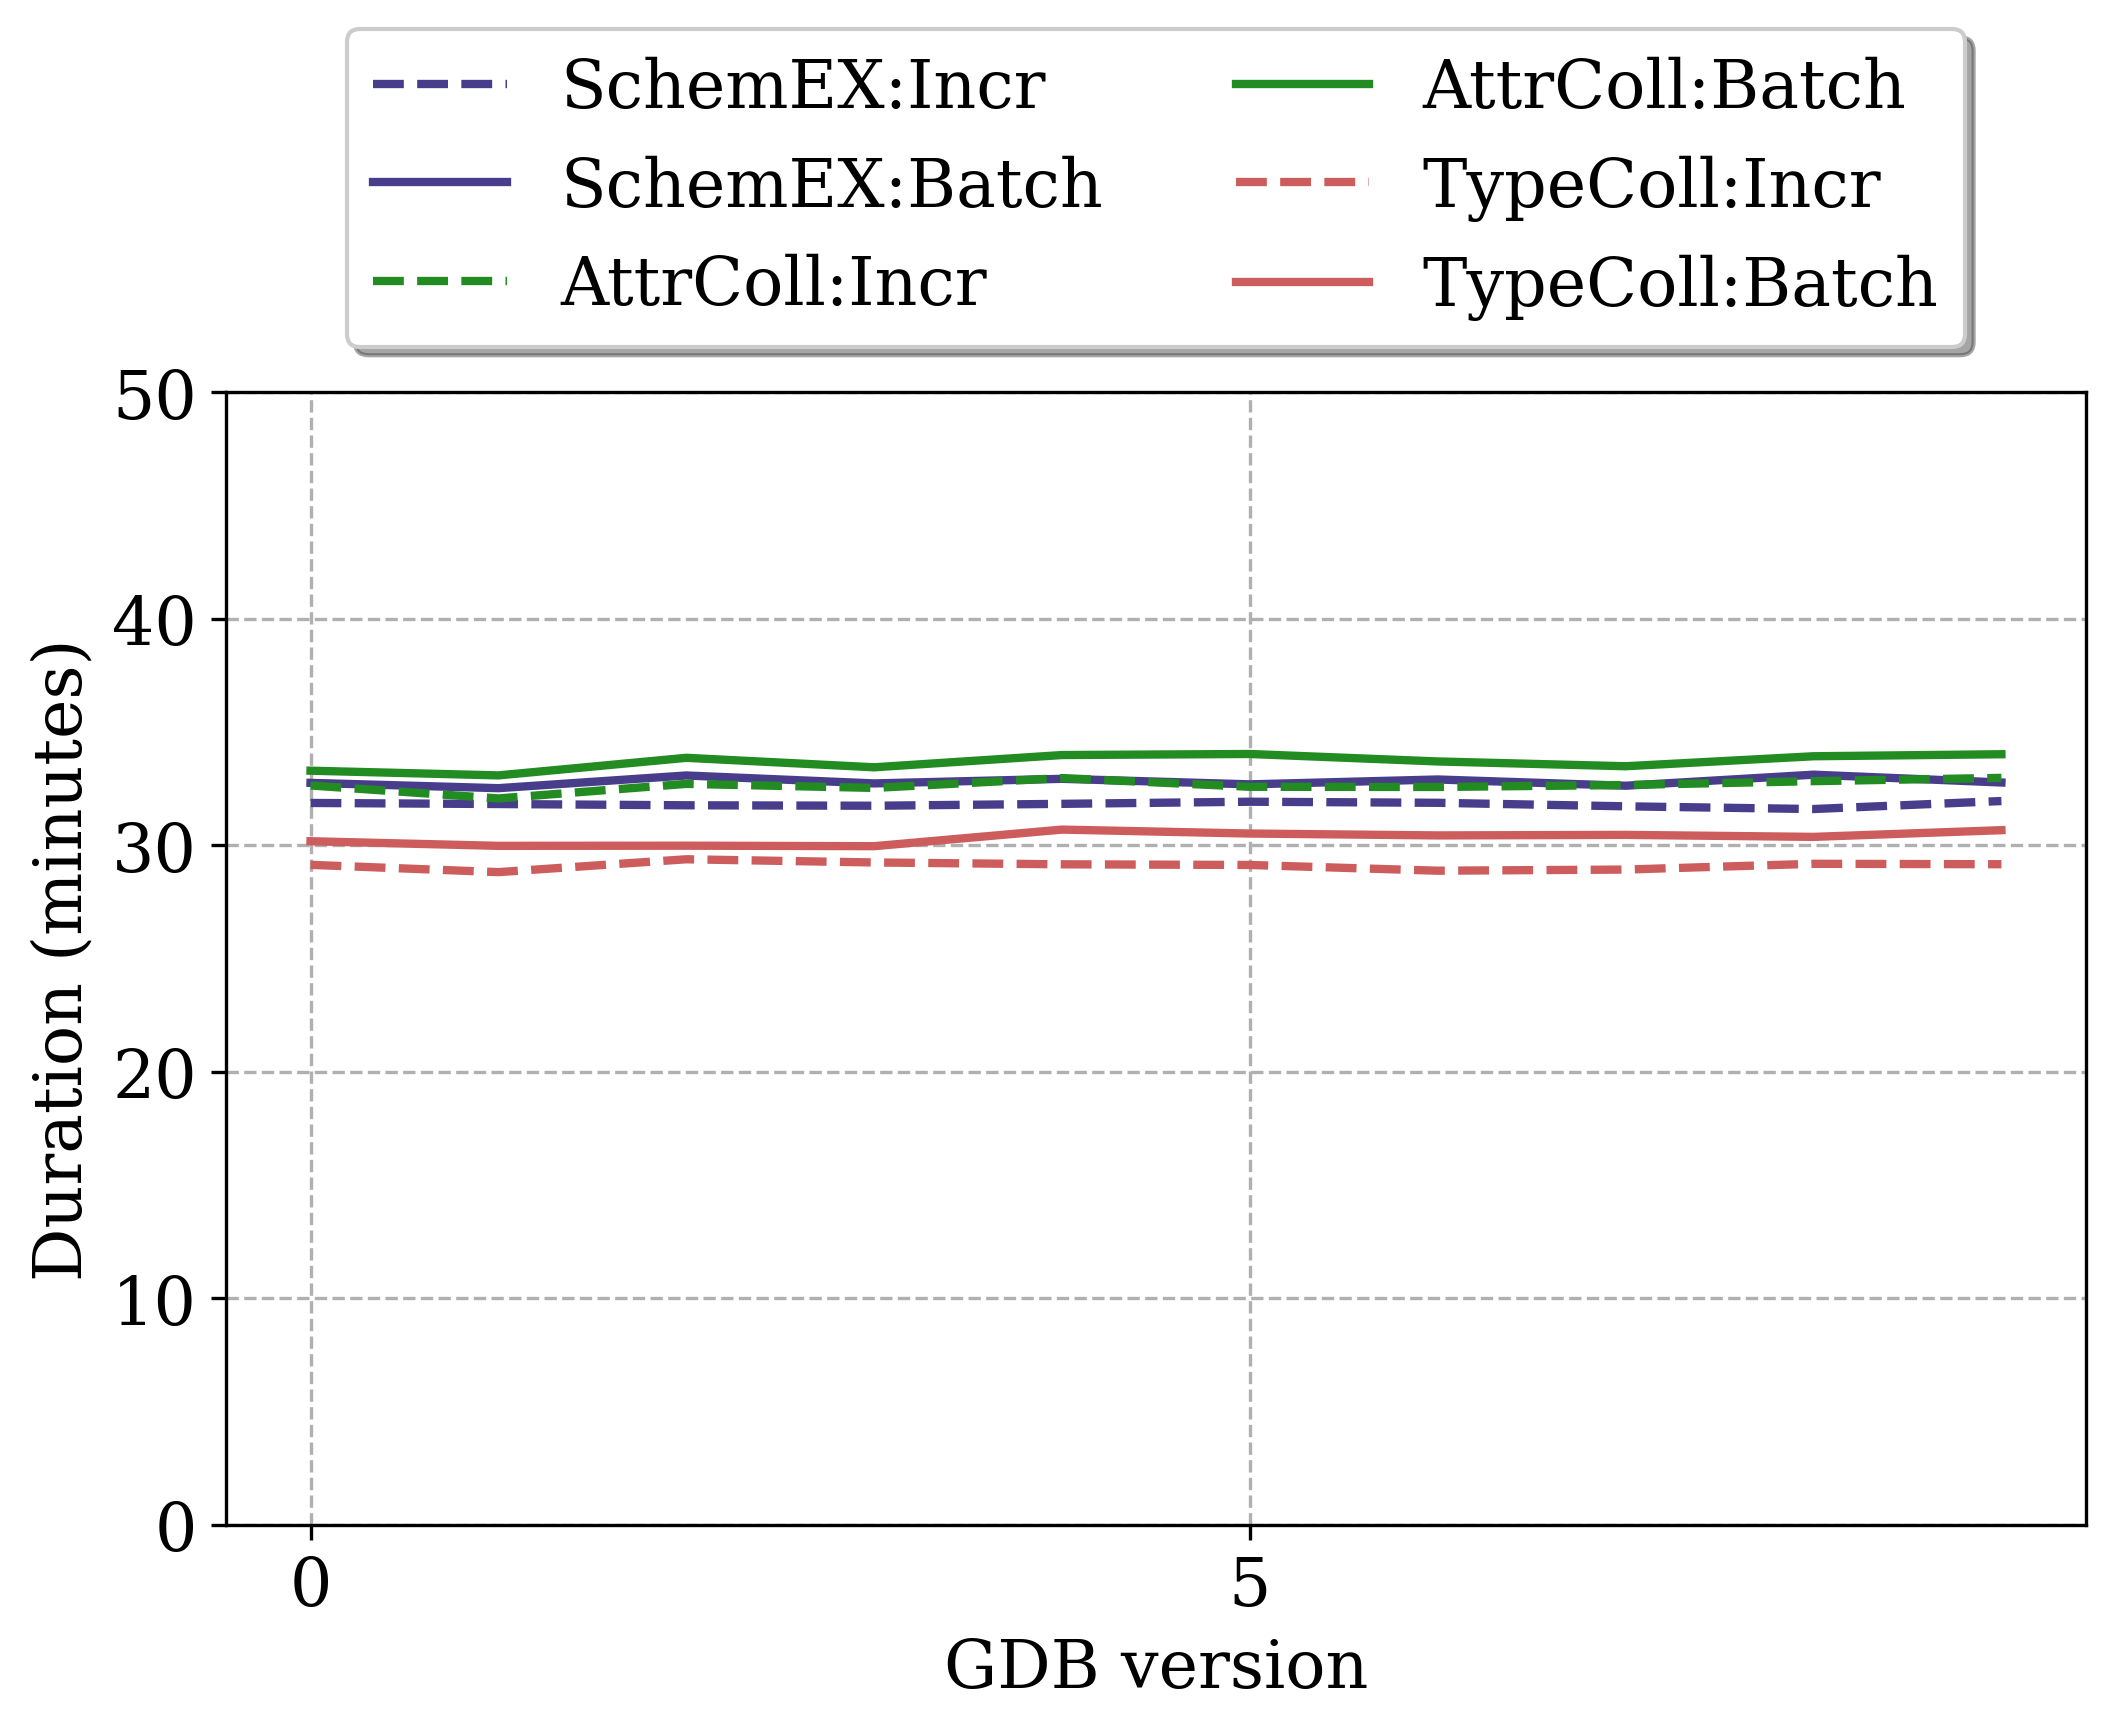 SchemEX:Incr
SchemEX:Batch
AttrColl:Incr
AttrColl:Batch
TypeColl:Incr
TypeColl:Batch
50
40
30
20
10
0
Duration (minutes)
0 5
GDB version